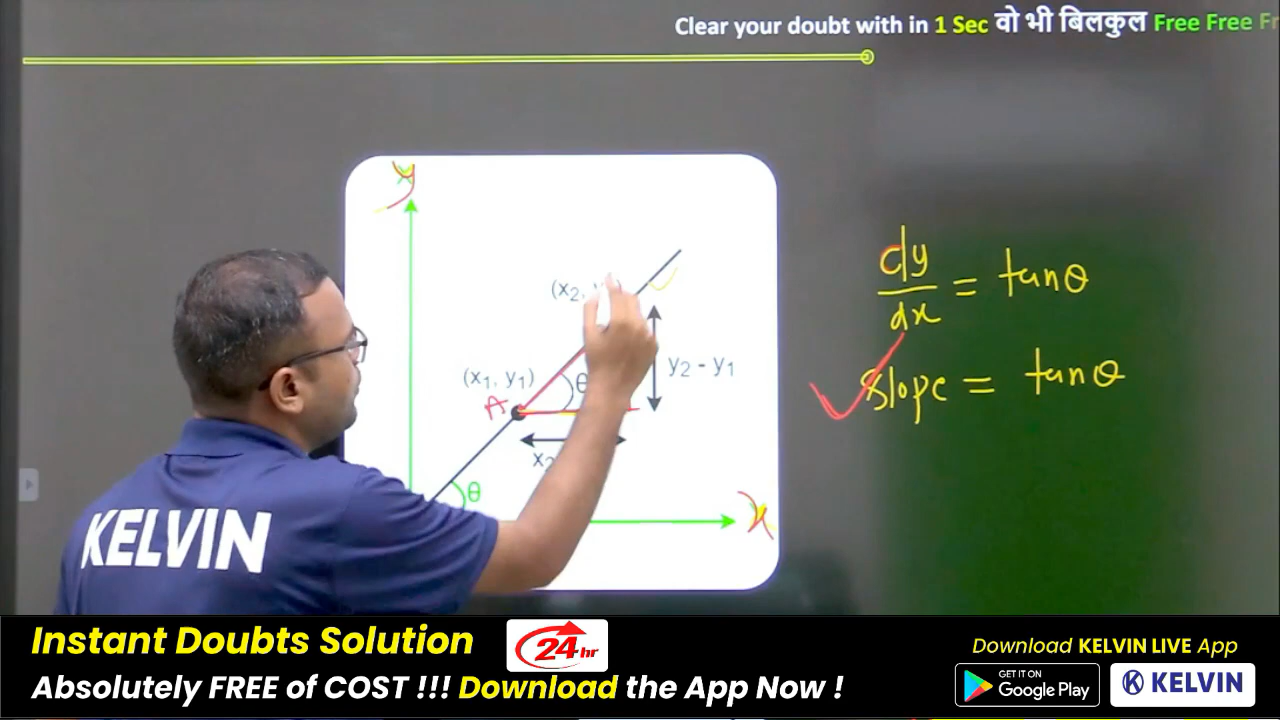 Clear your doubt with in 1 Sec वो भी बिलकुल Free Free
y
(x₂,
(x₁, y₁)
θ
y₂ - y₁
A
θ
x
dy/dx = tanθ
slope = tanθ
KELVIN
Instant Doubts Solution
24hr
Absolutely FREE of COST !!! Download the App Now !
Download KELVIN LIVE App
GET IT ON
Google Play
KELVIN